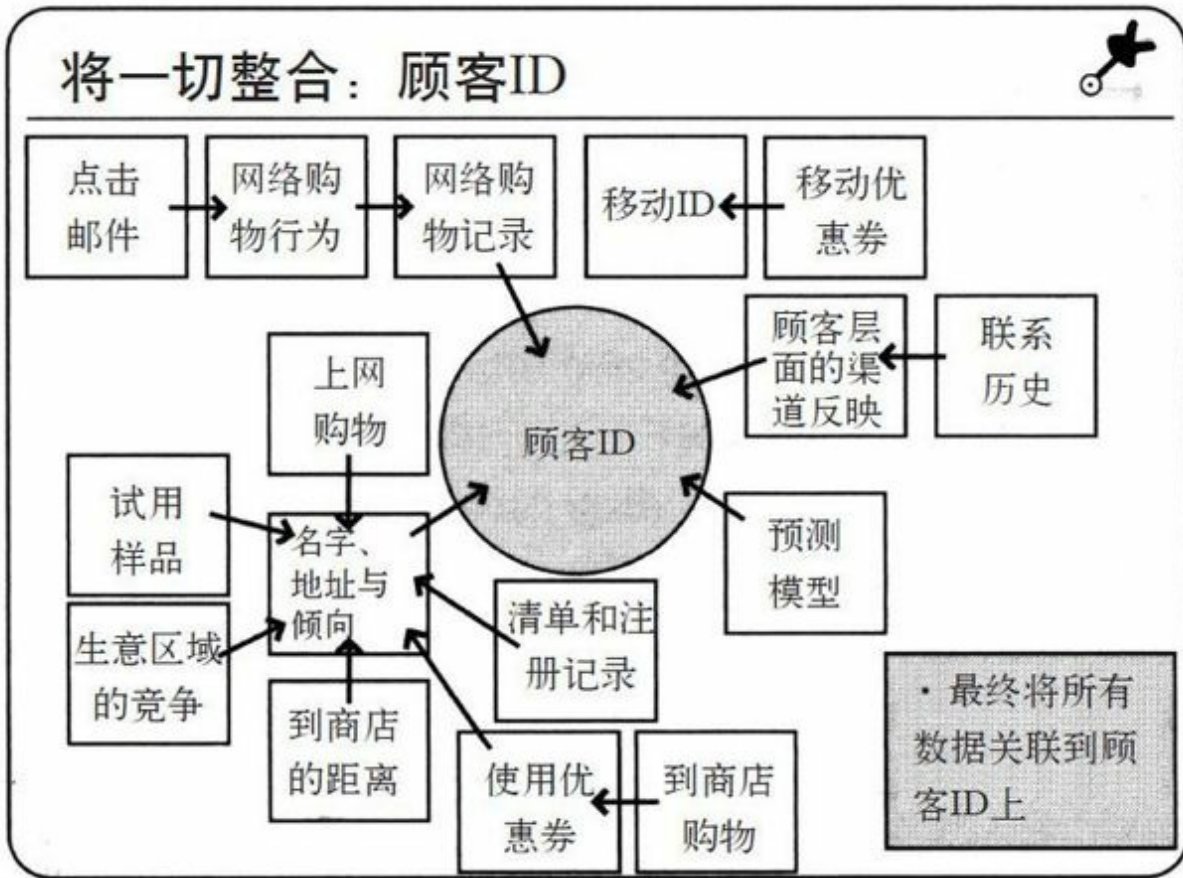 将一切整合：顾客ID
点击
邮件
网络购
物行为
网络购
物记录
移动ID
移动优
惠券
顾客层
面的渠
道反映
联系
历史
上网
购物
顾客ID
试用
样品
名字、
地址与
倾向
预测
模型
生意区域
的竞争
清单和注
册记录
到商店
的距离
使用优
惠券
到商店
购物
·最终将所有
数据关联到顾
客ID上